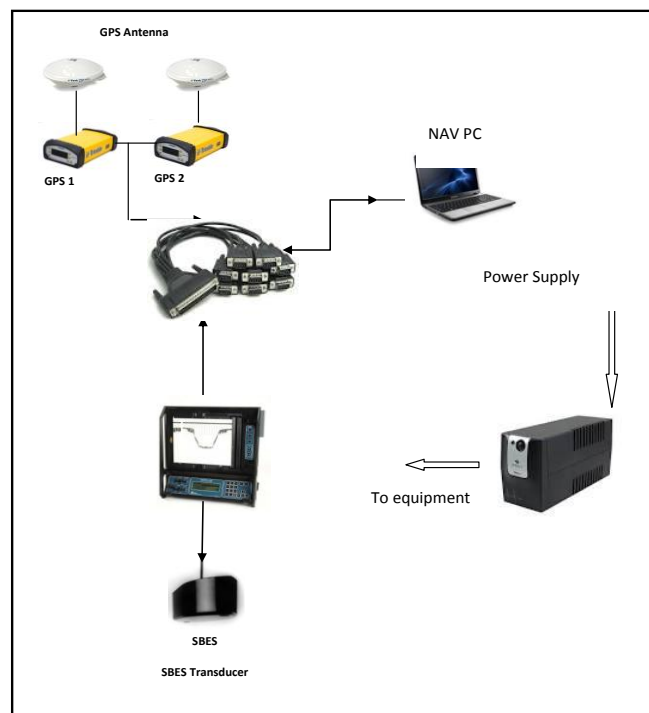 GPS Antenna
GPS 1
GPS 2
NAV PC
Power Supply
To equipment
SBES
SBES Transducer